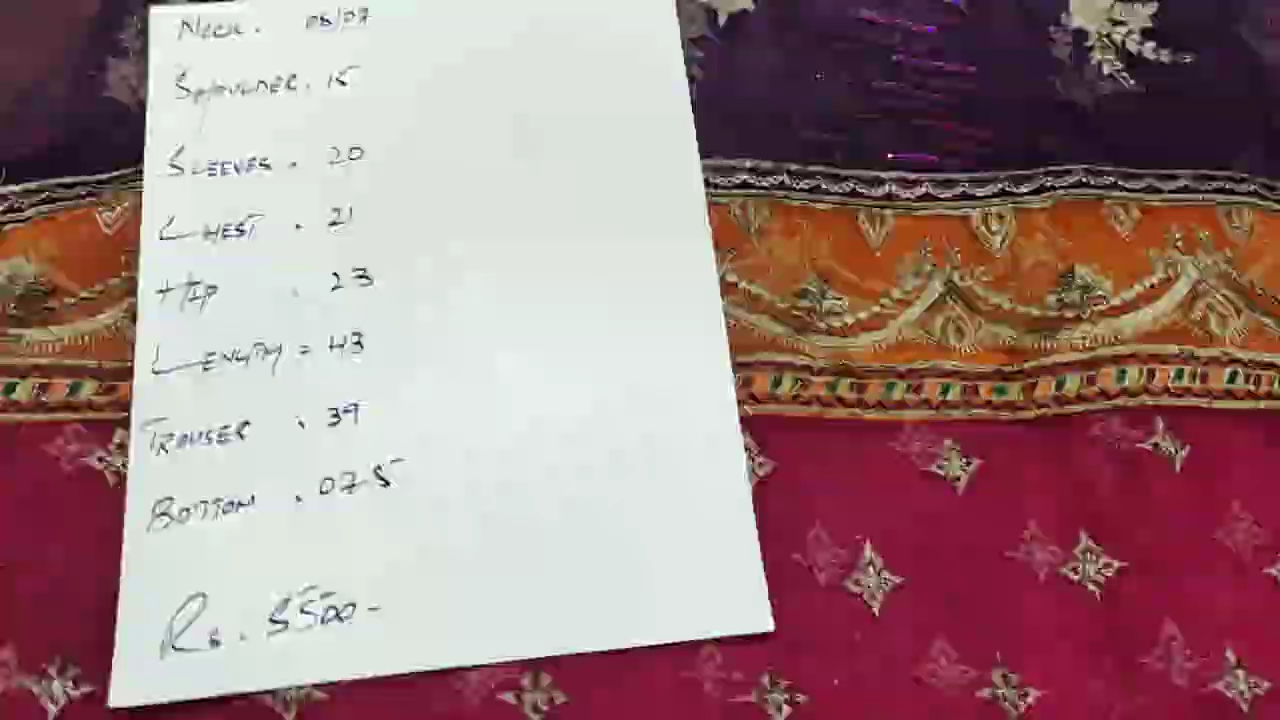 NECK . 08/07
SHOULDER . 15
SLEEVES . 20
CHEST . 21
HIP . 23
LENGTH = 43
TROUSER . 39
BOTTOM . 07.5
Rs. 5500-